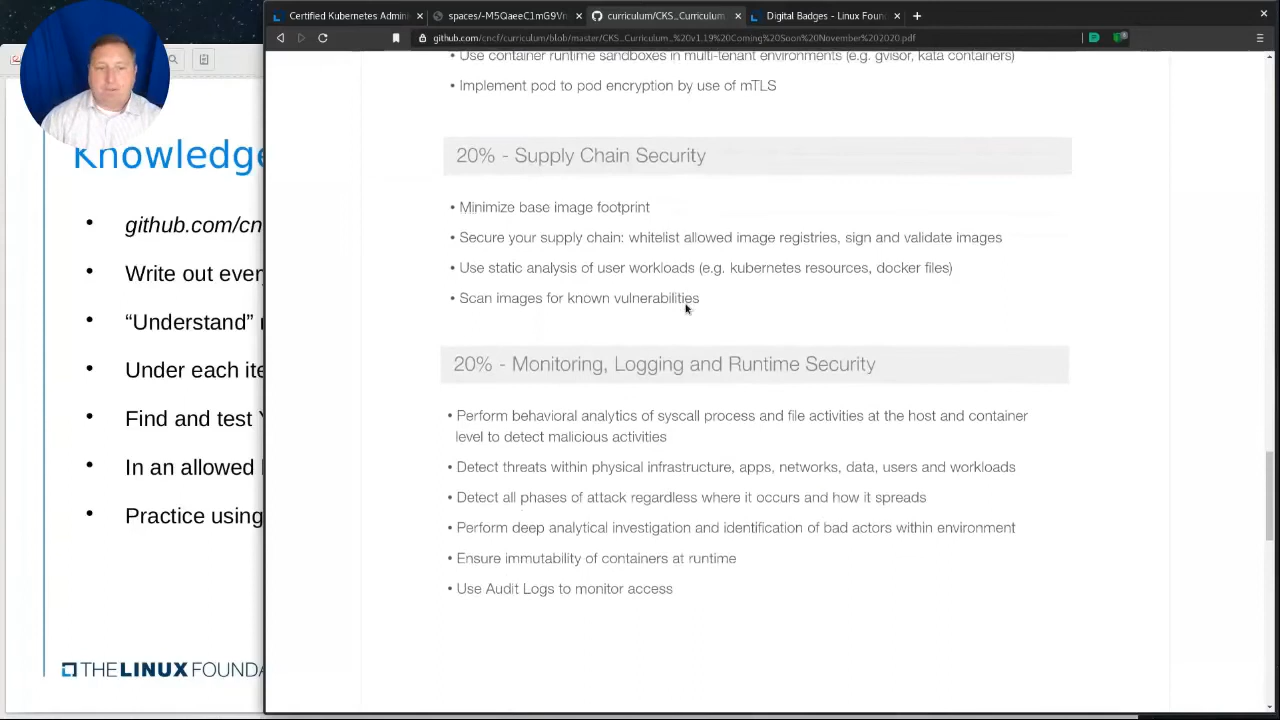 Certified Kubernetes Admin
spaces/-M5QaeeC1mG9Vn
curriculum/CKS_Curriculum_
Digital Badges - Linux Foun
github.com/cncf/curriculum/blob/master/CKS_Curriculum_%20v1.19%20Coming%20Soon%20November%202020.pdf
• Use container runtime sandboxes in multi-tenant environments (e.g. gvisor, kata containers)
• Implement pod to pod encryption by use of mTLS
20% - Supply Chain Security
• Minimize base image footprint
• Secure your supply chain: whitelist allowed image registries, sign and validate images
• Use static analysis of user workloads (e.g. kubernetes resources, docker files)
• Scan images for known vulnerabilities
20% - Monitoring, Logging and Runtime Security
• Perform behavioral analytics of syscall process and file activities at the host and container
level to detect malicious activities
• Detect threats within physical infrastructure, apps, networks, data, users and workloads
• Detect all phases of attack regardless where it occurs and how it spreads
• Perform deep analytical investigation and identification of bad actors within environment
• Ensure immutability of containers at runtime
• Use Audit Logs to monitor access
Knowledge
• github.com/cn
• Write out ever
• “Understand”
• Under each ite
• Find and test
• In an allowed
• Practice using
THE LINUX FOUNDA